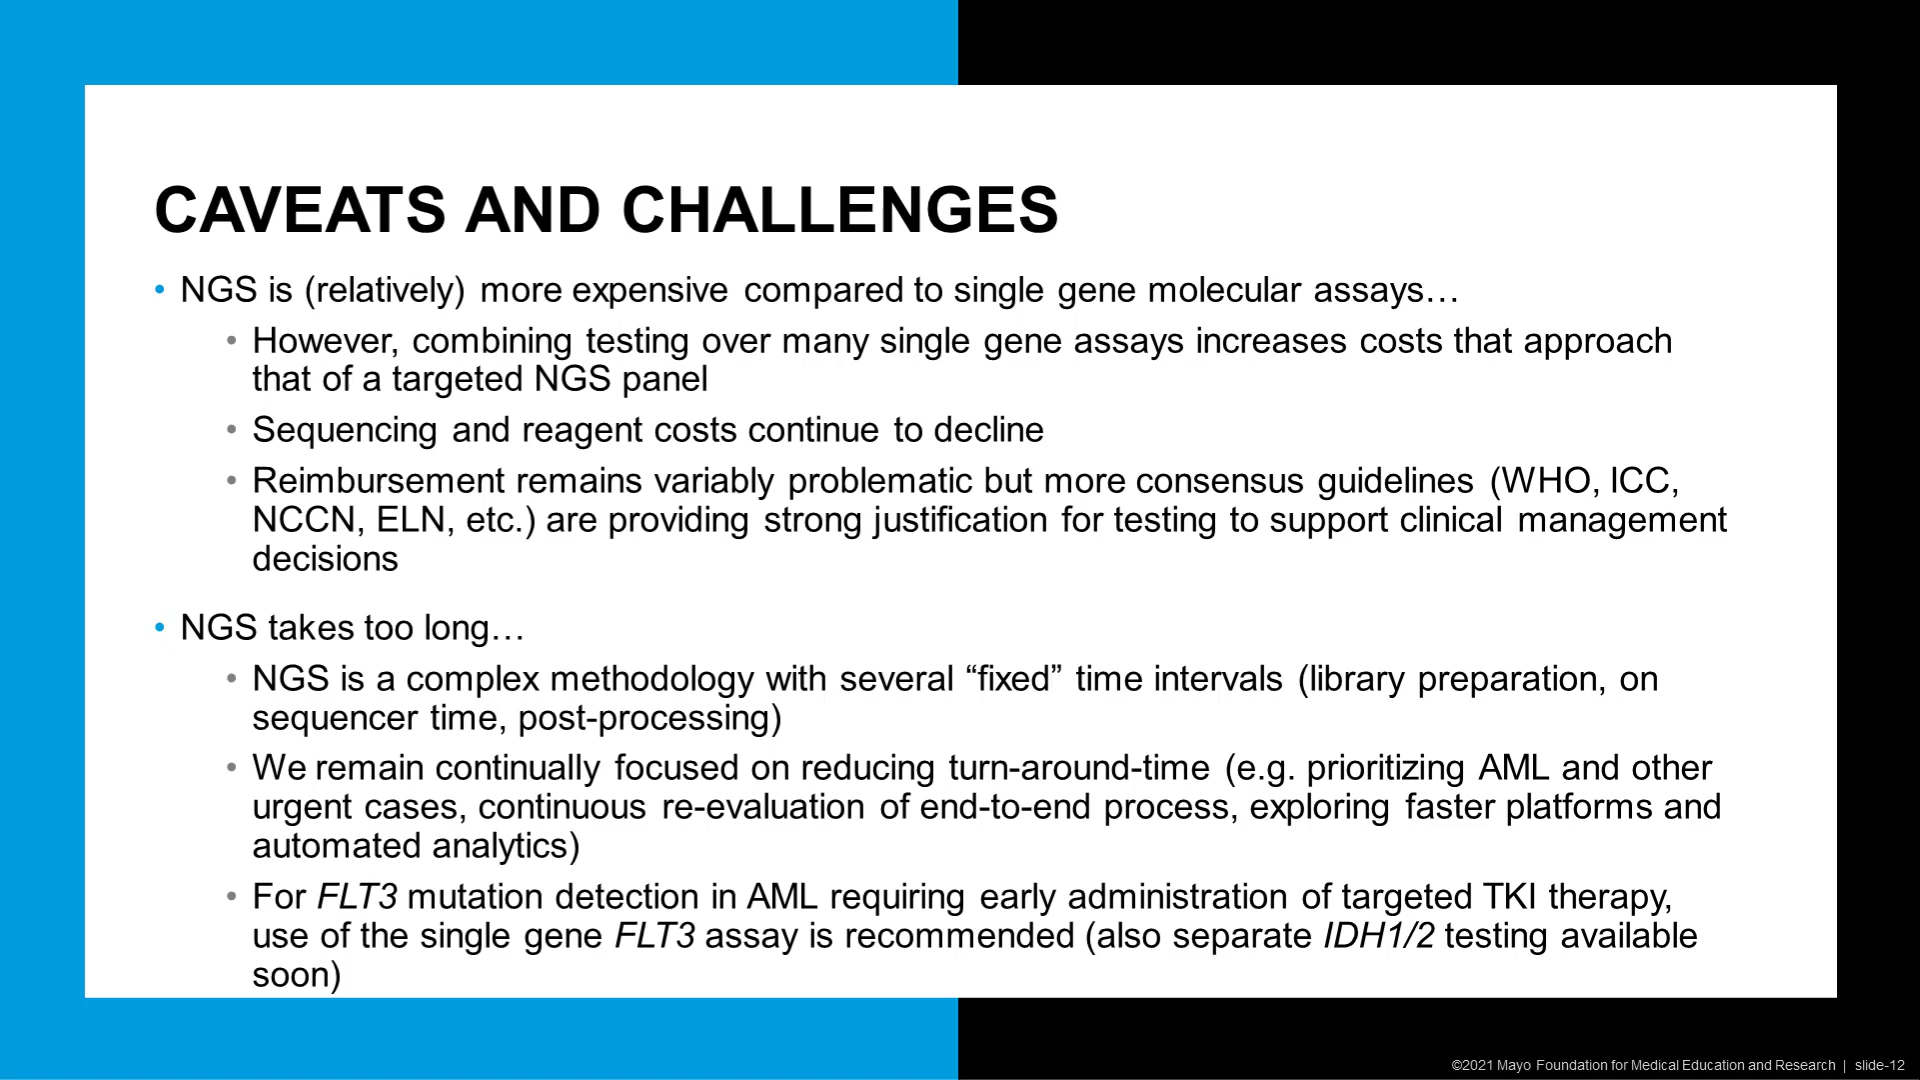 CAVEATS AND CHALLENGES
• NGS is (relatively) more expensive compared to single gene molecular assays…
• However, combining testing over many single gene assays increases costs that approach
that of a targeted NGS panel
• Sequencing and reagent costs continue to decline
• Reimbursement remains variably problematic but more consensus guidelines (WHO, ICC,
NCCN, ELN, etc.) are providing strong justification for testing to support clinical management
decisions
• NGS takes too long…
• NGS is a complex methodology with several “fixed” time intervals (library preparation, on
sequencer time, post-processing)
• We remain continually focused on reducing turn-around-time (e.g. prioritizing AML and other
urgent cases, continuous re-evaluation of end-to-end process, exploring faster platforms and
automated analytics)
• For FLT3 mutation detection in AML requiring early administration of targeted TKI therapy,
use of the single gene FLT3 assay is recommended (also separate IDH1/2 testing available
soon)
©2021 Mayo Foundation for Medical Education and Research | slide-12